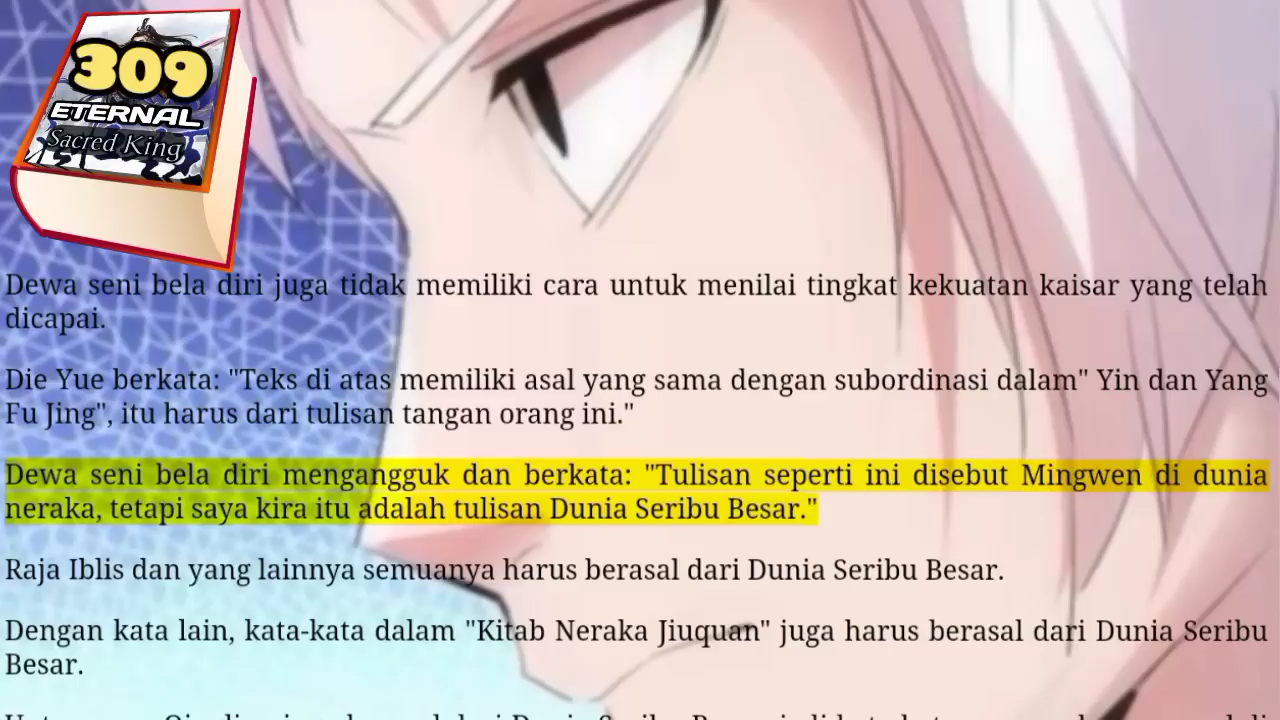 309
ETERNAL
Sacred King
Dewa seni bela diri juga tidak memiliki cara untuk menilai tingkat kekuatan kaisar yang telah
dicapai.
Die Yue berkata: "Teks di atas memiliki asal yang sama dengan subordinasi dalam" Yin dan Yang
Fu Jing", itu harus dari tulisan tangan orang ini."
Dewa seni bela diri mengangguk dan berkata: "Tulisan seperti ini disebut Mingwen di dunia
neraka, tetapi saya kira itu adalah tulisan Dunia Seribu Besar."
Raja Iblis dan yang lainnya semuanya harus berasal dari Dunia Seribu Besar.
Dengan kata lain, kata-kata dalam "Kitab Neraka Jiuquan" juga harus berasal dari Dunia Seribu
Besar.